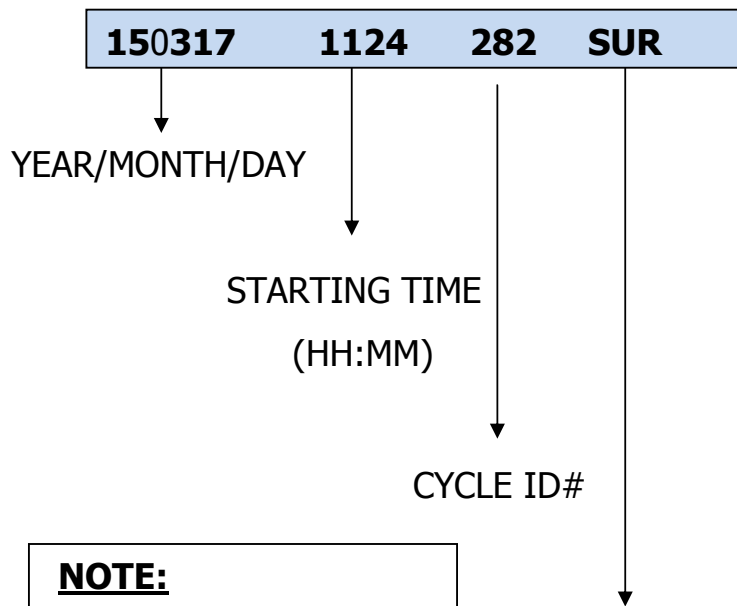 150317 1124 282 SUR
YEAR/MONTH/DAY
STARTING TIME
(HH:MM)
CYCLE ID#
NOTE: